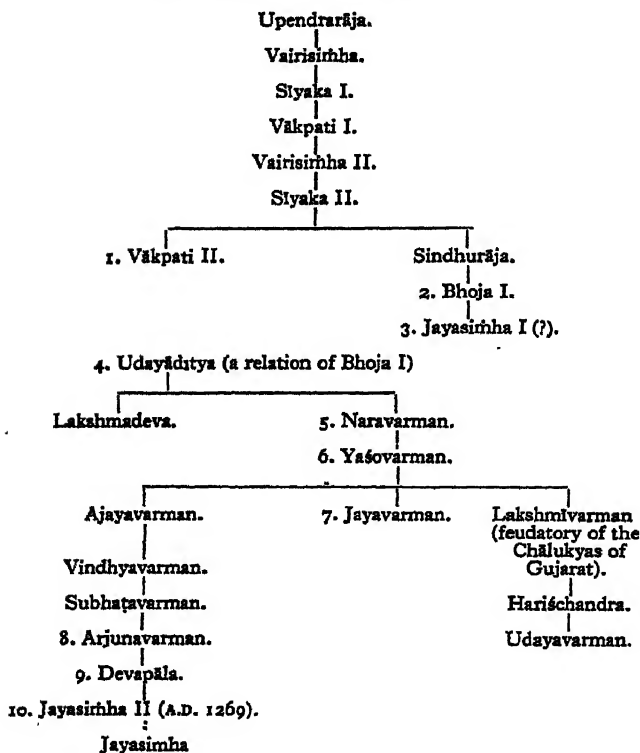 Upendrarāja.
Vairisiṁha.
Sīyaka I.
Vākpati I.
Vairisiṁha II.
Sīyaka II.
1. Vākpati II.
Sindhurāja.
2. Bhoja I.
3. Jayasiṁha I (?).
4. Udayāditya (a relation of Bhoja I)
Lakshmadeva.
5. Naravarman.
6. Yaśovarman.
Ajayavarman.
7. Jayavarman.
Lakshmīvarman
(feudatory of the
Chālukyas of
Gujarat).
Vindhyavarman.
Hariśchandra.
Subhaṭavarman.
Udayavarman.
8. Arjunavarman.
9. Devapāla.
10. Jayasiṁha II (A.D. 1269).
Jayasimha